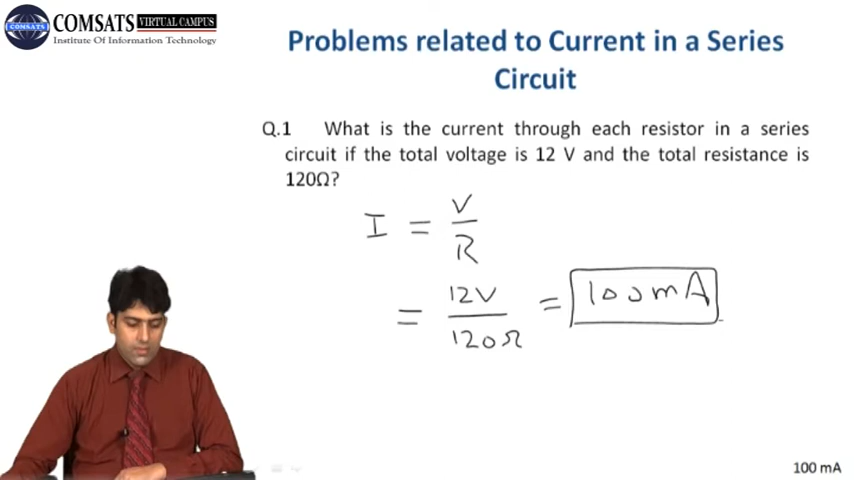 COMSATS VIRTUAL CAMPUS
Institute Of Information Technology
COMSATS
Problems related to Current in a Series
Circuit
Q.1 What is the current through each resistor in a series
circuit if the total voltage is 12 V and the total resistance is
120Ω?
I = V/R
= 12V/120Ω = 100mA
100 mA